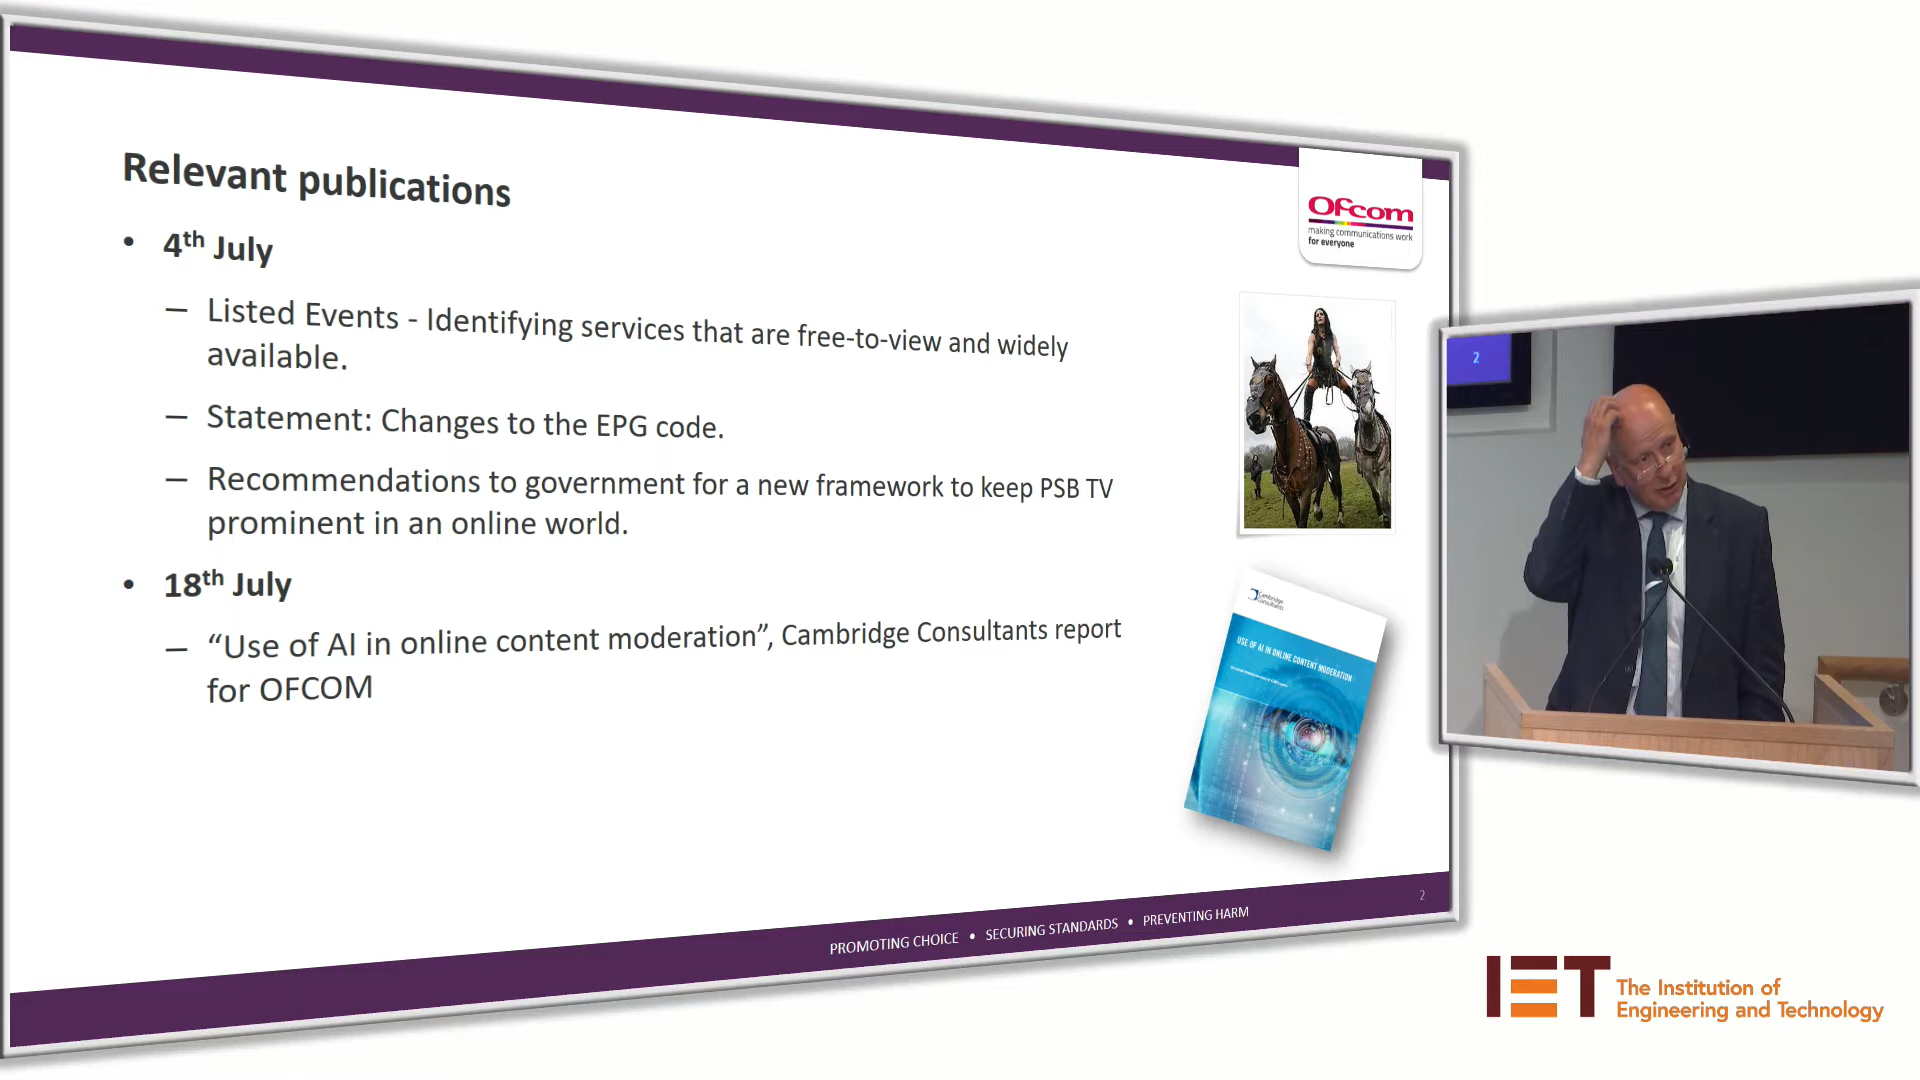 Relevant publications
• 4th July
– Listed Events - Identifying services that are free-to-view and widely
available.
– Statement: Changes to the EPG code.
– Recommendations to government for a new framework to keep PSB TV
prominent in an online world.
• 18th July
– “Use of AI in online content moderation”, Cambridge Consultants report
for OFCOM
Ofcom
making communications work
for everyone
Cambridge
Consultants
USE OF AI IN ONLINE CONTENT MODERATION
PROMOTING CHOICE • SECURING STANDARDS • PREVENTING HARM
2
2
IET The Institution of
Engineering and Technology